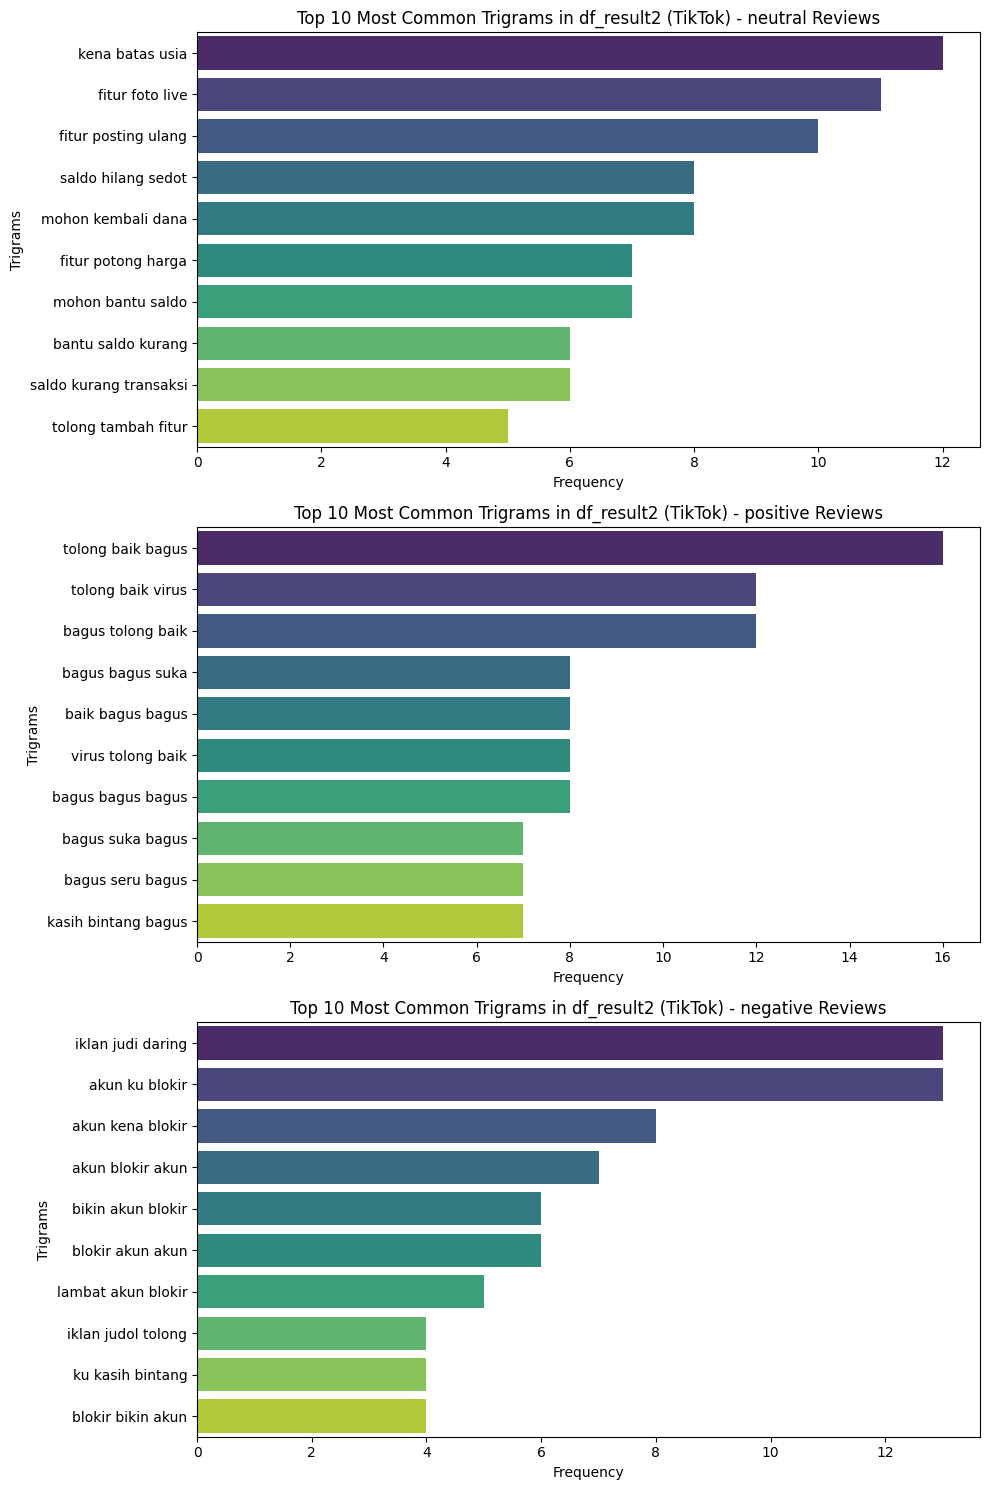 Top 10 Most Common Trigrams in df_result2 (TikTok) - neutral Reviews
Trigrams
kena batas usia
fitur foto live
fitur posting ulang
saldo hilang sedot
mohon kembali dana
fitur potong harga
mohon bantu saldo
bantu saldo kurang
saldo kurang transaksi
tolong tambah fitur
0 2 4 6 8 10 12
Frequency
Top 10 Most Common Trigrams in df_result2 (TikTok) - positive Reviews
Trigrams
tolong baik bagus
tolong baik virus
bagus tolong baik
bagus bagus suka
baik bagus bagus
virus tolong baik
bagus bagus bagus
bagus suka bagus
bagus seru bagus
kasih bintang bagus
0 2 4 6 8 10 12 14 16
Frequency
Top 10 Most Common Trigrams in df_result2 (TikTok) - negative Reviews
Trigrams
iklan judi daring
akun ku blokir
akun kena blokir
akun blokir akun
bikin akun blokir
blokir akun akun
lambat akun blokir
iklan judol tolong
ku kasih bintang
blokir bikin akun
0 2 4 6 8 10 12
Frequency